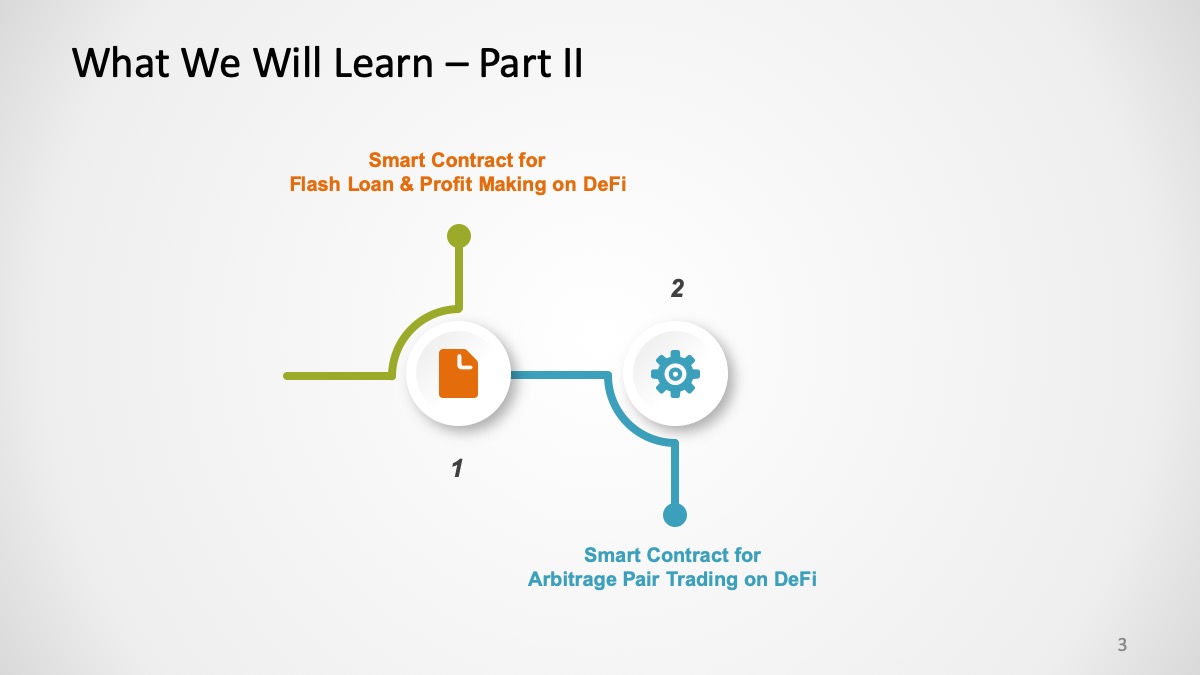 What We Will Learn – Part II
Smart Contract for
Flash Loan & Profit Making on DeFi
2
1
Smart Contract for
Arbitrage Pair Trading on DeFi
3